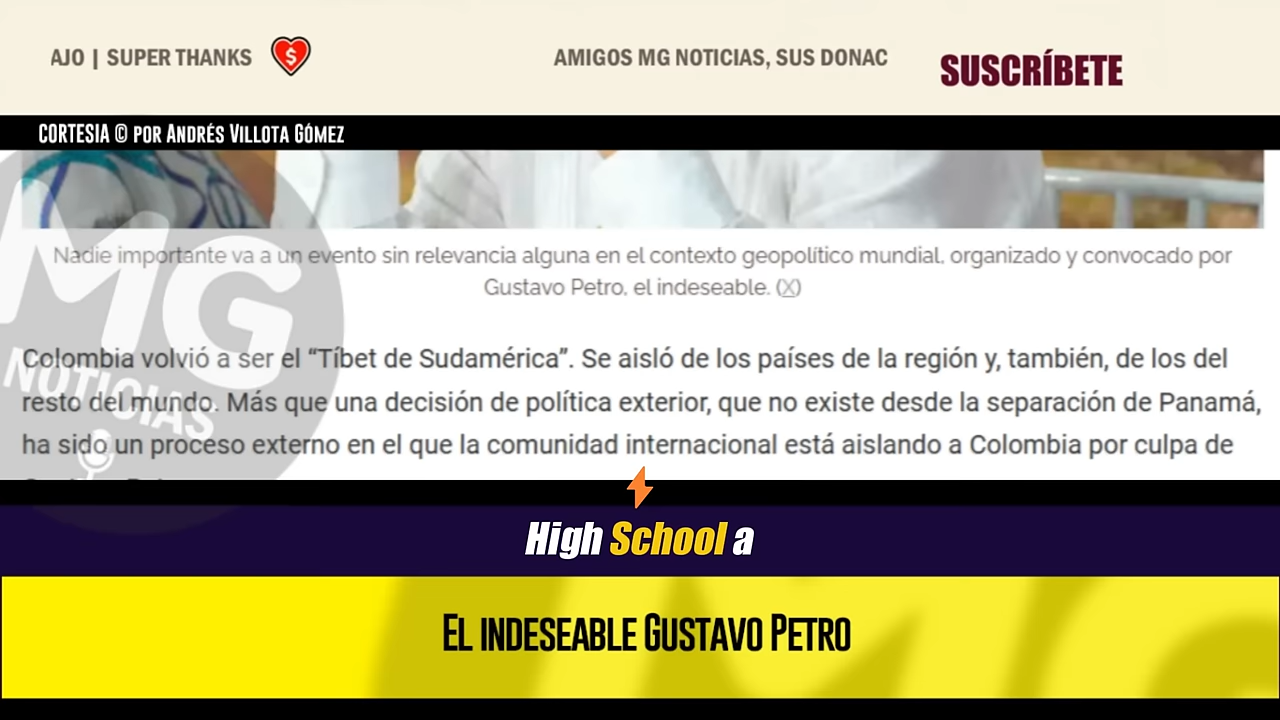 AJO | SUPER THANKS
AMIGOS MG NOTICIAS, SUS DONAC
SUSCRÍBETE
CORTESIA © POR ANDRÉS VILLOTA GÓMEZ
Nadie importante va a un evento sin relevancia alguna en el contexto geopolítico mundial, organizado y convocado por
Gustavo Petro, el indeseable. (X)
Colombia volvió a ser el “Tíbet de Sudamérica”. Se aisló de los países de la región y, también, de los del
resto del mundo. Más que una decisión de política exterior, que no existe desde la separación de Panamá,
ha sido un proceso externo en el que la comunidad internacional está aislando a Colombia por culpa de
MG
NOTICIAS
High School a
EL INDESEABLE GUSTAVO PETRO